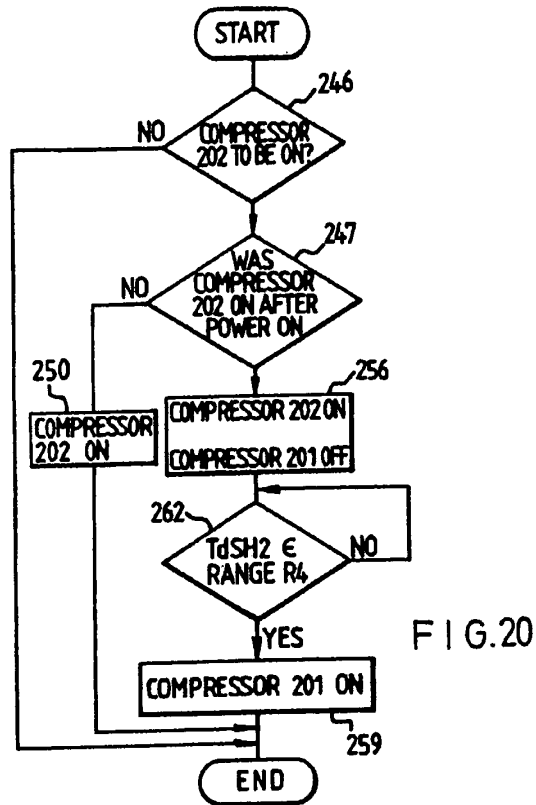 START
246
NO
COMPRESSOR
202 TO BE ON?
247
NO
WAS
COMPRESSOR
202 ON AFTER
POWER ON
250
256
COMPRESSOR
202 ON
COMPRESSOR 202 ON
COMPRESSOR 201 OFF
262
TdSH2 ∈
RANGE R4
NO
YES
FIG.20
COMPRESSOR 201 ON
259
END